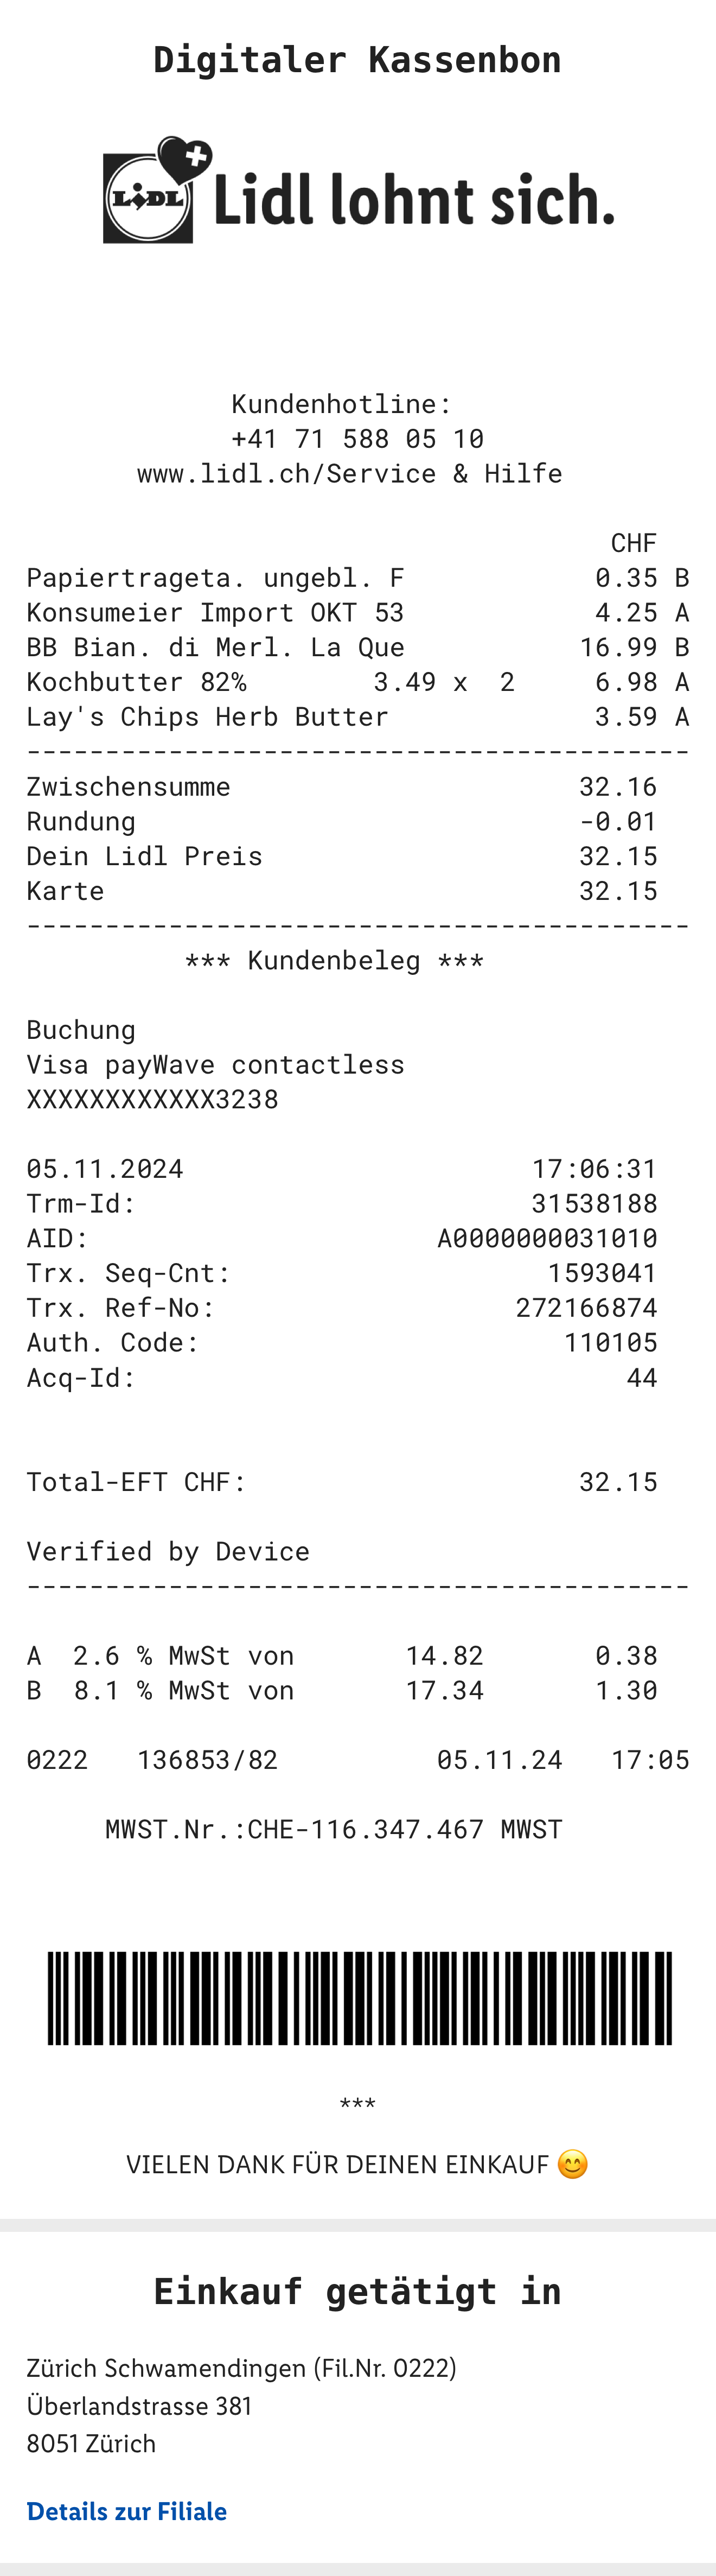 Digitaler Kassenbon
LIDL Lidl lohnt sich.
Kundenhotline:
+41 71 588 05 10
www.lidl.ch/Service & Hilfe
CHF
Papiertrageta. ungebl. F 0.35 B
Konsumeier Import OKT 53 4.25 A
BB Bian. di Merl. La Que 16.99 B
Kochbutter 82% 3.49 x 2 6.98 A
Lay's Chips Herb Butter 3.59 A
------------------------------------------
Zwischensumme 32.16
Rundung -0.01
Dein Lidl Preis 32.15
Karte 32.15
------------------------------------------
*** Kundenbeleg ***
Buchung
Visa payWave contactless
XXXXXXXXXXXX3238
05.11.2024 17:06:31
Trm-Id: 31538188
AID: A0000000031010
Trx. Seq-Cnt: 1593041
Trx. Ref-No: 272166874
Auth. Code: 110105
Acq-Id: 44
Total-EFT CHF: 32.15
Verified by Device
------------------------------------------
A 2.6 % MwSt von 14.82 0.38
B 8.1 % MwSt von 17.34 1.30
0222 136853/82 05.11.24 17:05
MWST.Nr.:CHE-116.347.467 MWST
***
VIELEN DANK FÜR DEINEN EINKAUF 😊
Einkauf getätigt in
Zürich Schwamendingen (Fil.Nr. 0222)
Überlandstrasse 381
8051 Zürich
Details zur Filiale